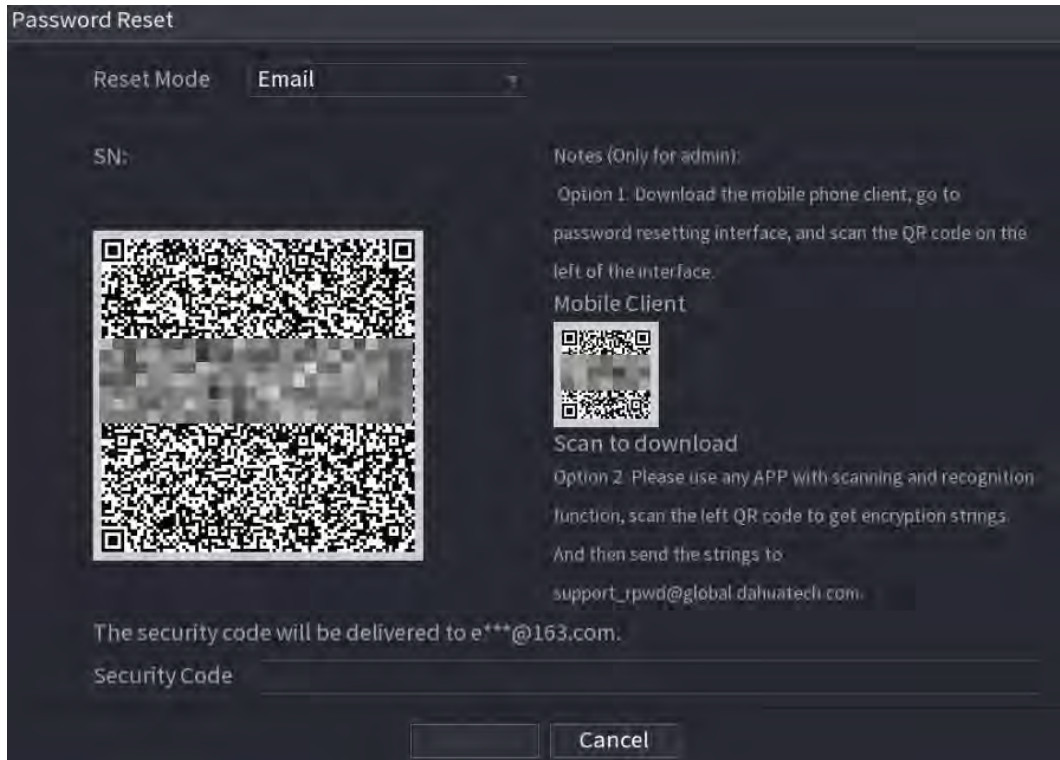 Password Reset
Reset Mode Email
SN:
Notes (Only for admin):
Option 1. Download the mobile phone client, go to
password resetting interface, and scan the QR code on the
left of the interface.
Mobile Client
Scan to download
Option 2. Please use any APP with scanning and recognition
function, scan the left QR code to get encryption strings.
And then send the strings to
support_rpwd@global.dahuatech.com.
The security code will be delivered to e***@163.com.
Security Code
Cancel